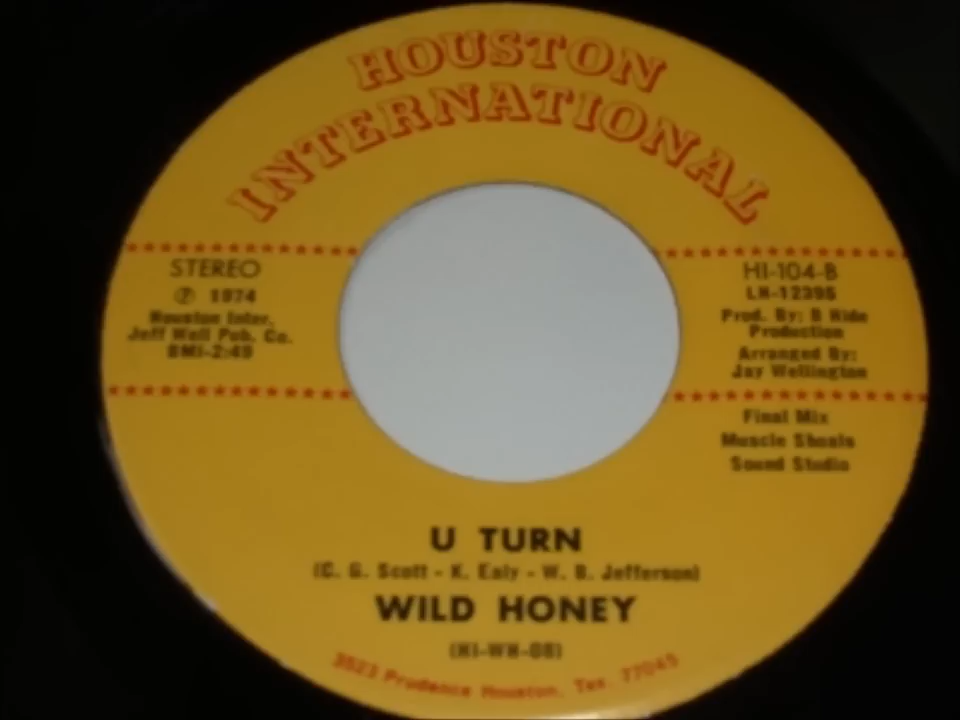 HOUSTON
INTERNATIONAL
STEREO
℗ 1974
Houston Inter.
Jeff Well Pub. Co.
BMI-2:49
HI-104-B
LH-12395
Prod. By: B Hide
Production
Arranged By:
Jay Wellington
Final Mix
Muscle Shoals
Sound Studio
U TURN
(C. G. Scott - K. Ealy - W. B. Jefferson)
WILD HONEY
(HI-WH-08)
3523 Prudence Houston, Tex. 77045